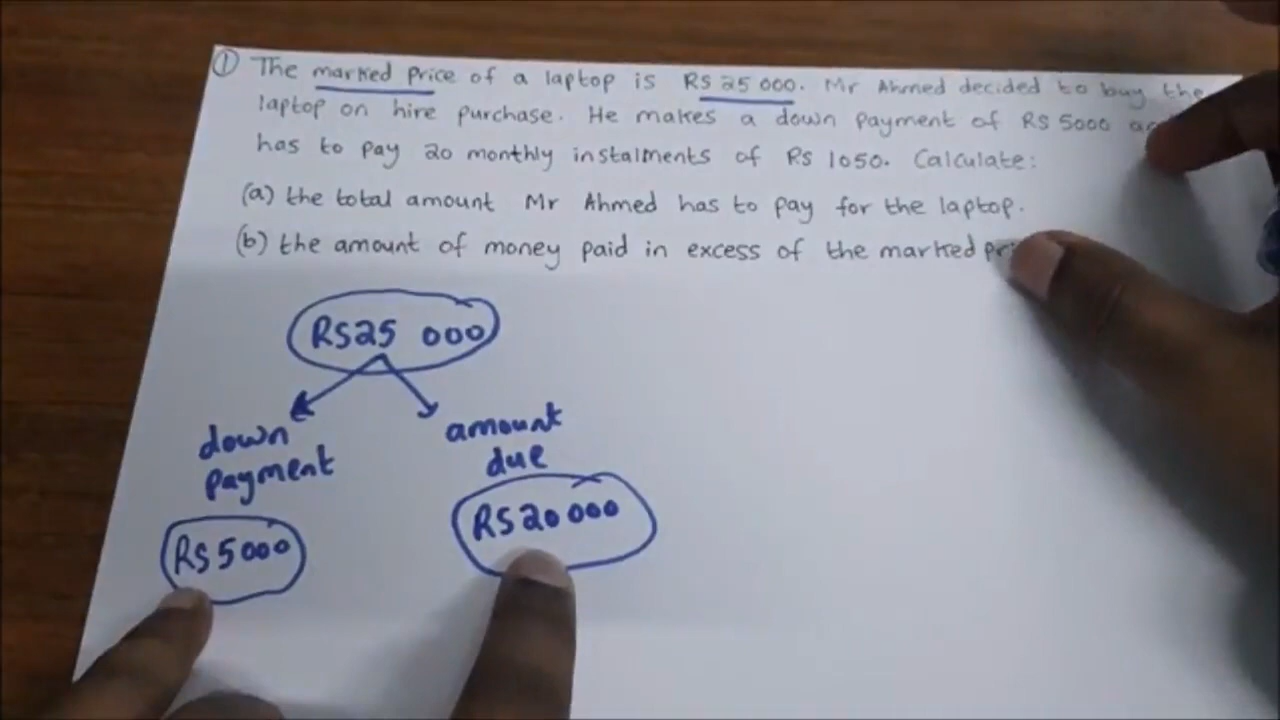 ① The marked price of a laptop is Rs 25 000. Mr Ahmed decided to buy the
laptop on hire purchase. He makes a down payment of Rs 5000
has to pay 20 monthly instalments of Rs 1050. Calculate:
(a) the total amount Mr Ahmed has to pay for the laptop.
(b) the amount of money paid in excess of the marked
Rs25 000
down
payment
Rs 5000
amount
due
Rs 20 000